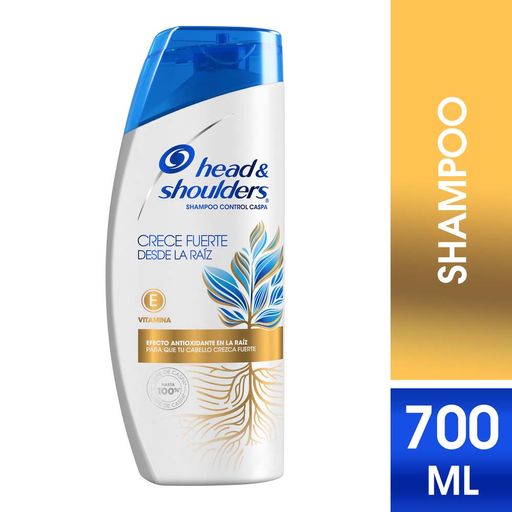 head &
shoulders®
SHAMPOO CONTROL CASPA
CRECE FUERTE
DESDE LA RAÍZ
E
VITAMINA
EFECTO ANTIOXIDANTE EN LA RAÍZ
PARA QUE TU CABELLO CREZCA FUERTE
HASTA
100%
SHAMPOO
700
ML